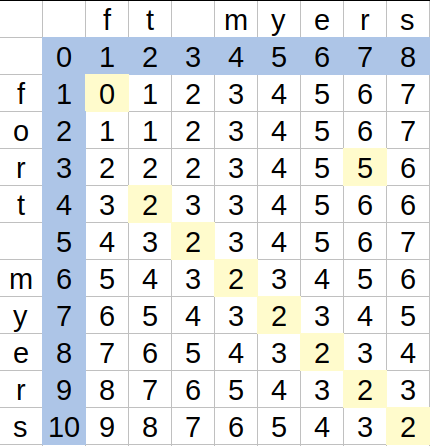 f t m y e r s
0 1 2 3 4 5 6 7 8
f 1 0 1 2 3 4 5 6 7
o 2 1 1 2 3 4 5 6 7
r 3 2 2 2 3 4 5 5 6
t 4 3 2 3 3 4 5 6 6
5 4 3 2 3 4 5 6 7
m 6 5 4 3 2 3 4 5 6
y 7 6 5 4 3 2 3 4 5
e 8 7 6 5 4 3 2 3 4
r 9 8 7 6 5 4 3 2 3
s 10 9 8 7 6 5 4 3 2